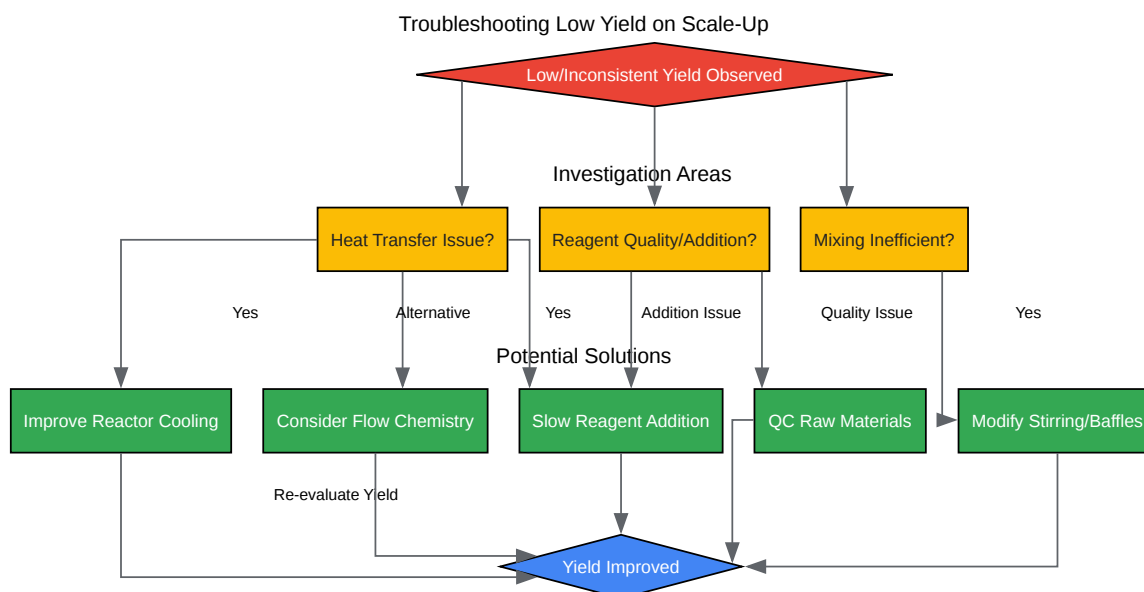 Troubleshooting Low Yield on Scale-Up
Low/Inconsistent Yield Observed
Investigation Areas
Heat Transfer Issue?
Reagent Quality/Addition?
Mixing Inefficient?
Yes
Alternative
Yes
Addition Issue
Quality Issue
Yes
Potential Solutions
Improve Reactor Cooling
Consider Flow Chemistry
Slow Reagent Addition
QC Raw Materials
Modify Stirring/Baffles
Re-evaluate Yield
Yield Improved